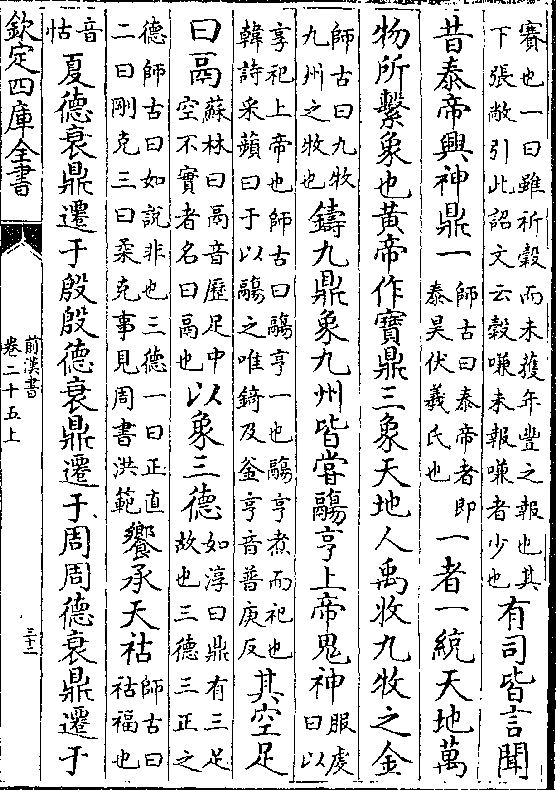 賽也一曰雖祈穀而未獲年豐之報也其
下張敞引此詔文云穀嗛未報嗛者少也
有司皆言聞
昔泰帝興神鼎一
師古曰泰帝者即
泰昊伏羲氏也
一者一統天地萬
物所繫象也黃帝作寶鼎三象天地人禹收九牧之金
師古曰九牧
九州之牧也
鑄九鼎象九州皆嘗鬺亨上帝鬼神
服虔
曰以
享祀上帝也師古曰鬺亨一也鬺亨煮而祀也
韓詩采蘋曰于以鬺之唯錡及釜亨音普庚反
其空足
曰鬲
蘇林曰鬲音歷足中
空不實者名曰鬲也
以象三德
如淳曰鼎有三足
故也三德三正之
德師古曰如說非也三德一曰正直
二曰剛克三曰柔克事見周書洪範
饗承天祜
師古曰
祜福也
音
怙
夏德衰鼎遷于殷殷德衰鼎遷于周周德衰鼎遷于
欽定四庫全書
前漢書
卷二十五上
三十二